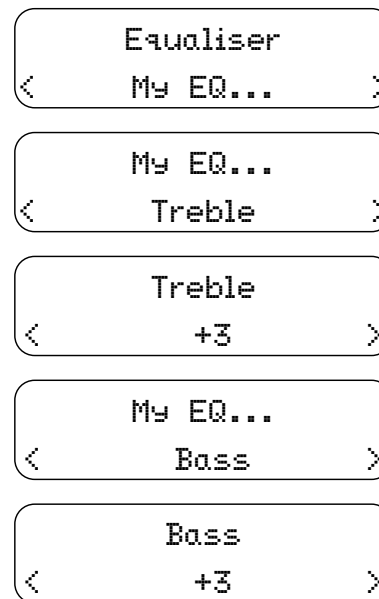 Equaliser
< My EQ... >
My EQ...
< Treble >
Treble
< +3 >
My EQ...
< Bass >
Bass
< +3 >